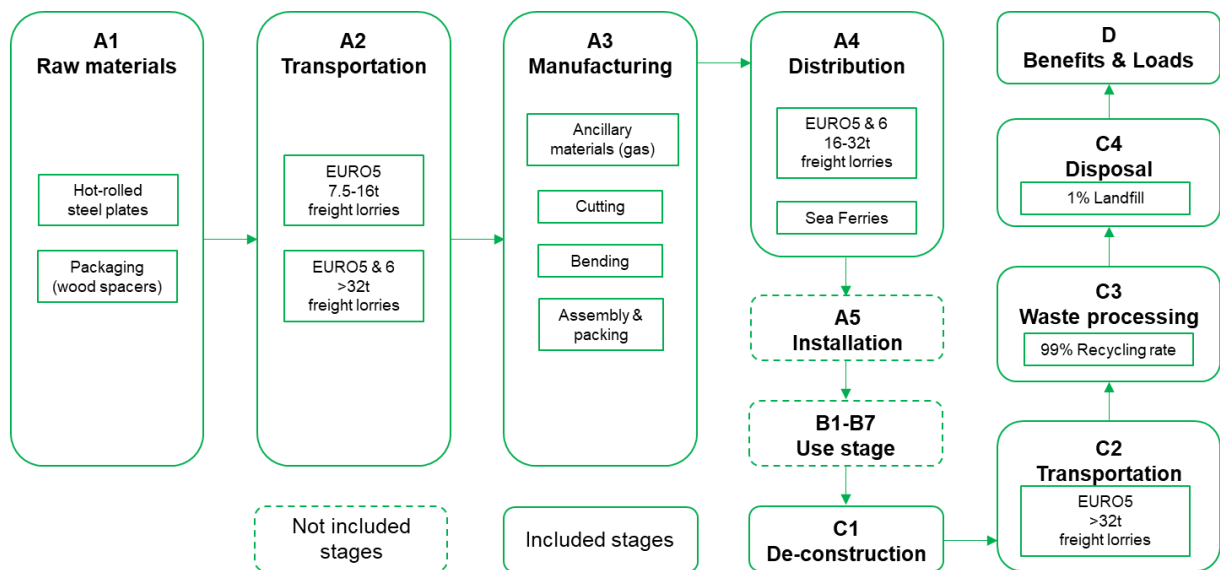 A1
Raw materials
Hot-rolled
steel plates
Packaging
(wood spacers)
A2
Transportation
EURO5
7.5-16t
freight lorries
EURO5 & 6
>32t
freight lorries
A3
Manufacturing
Ancillary
materials (gas)
Cutting
Bending
Assembly &
packing
A4
Distribution
EURO5 & 6
16-32t
freight lorries
Sea Ferries
A5
Installation
B1-B7
Use stage
C1
De-construction
C2
Transportation
EURO5
>32t
freight lorries
C3
Waste processing
99% Recycling rate
C4
Disposal
1% Landfill
D
Benefits & Loads
Not included
stages
Included stages